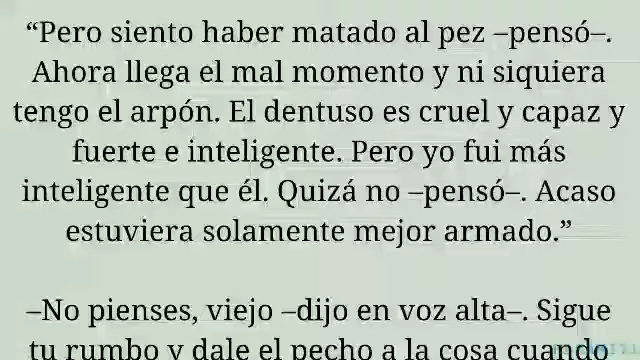 “Pero siento haber matado al pez –pensó–.
Ahora llega el mal momento y ni siquiera
tengo el arpón. El dentuso es cruel y capaz y
fuerte e inteligente. Pero yo fui más
inteligente que él. Quizá no –pensó–. Acaso
estuviera solamente mejor armado.”
–No pienses, viejo –dijo en voz alta–. Sigue
tu rumbo y dale el pecho a la cosa